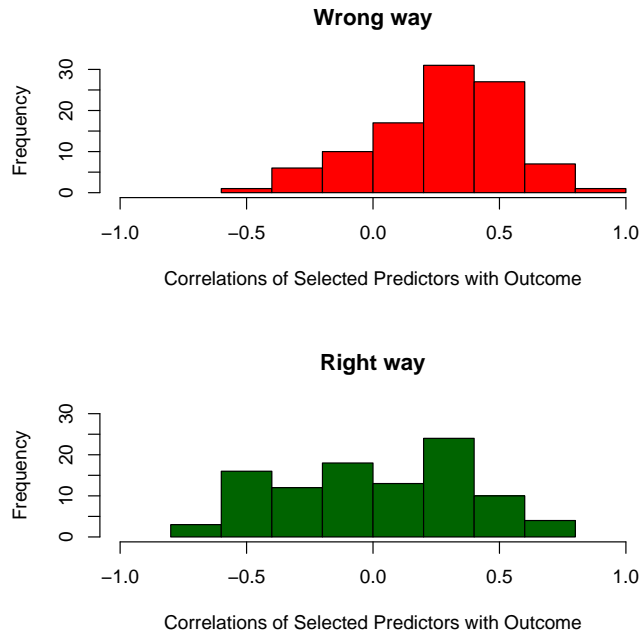 Wrong way
Frequency
30
10
0
−1.0 −0.5 0.0 0.5 1.0
Correlations of Selected Predictors with Outcome
Right way
Frequency
30
20
10
0
−1.0 −0.5 0.0 0.5 1.0
Correlations of Selected Predictors with Outcome